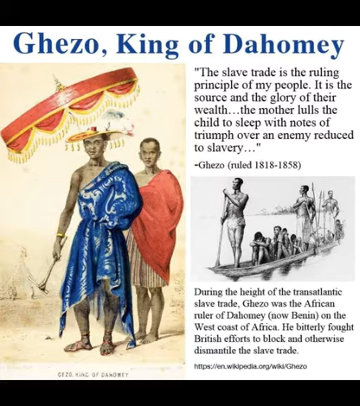 Ghezo, King of Dahomey
"The slave trade is the ruling
principle of my people. It is the
source and the glory of their
wealth…the mother lulls the
child to sleep with notes of
triumph over an enemy reduced
to slavery…"
-Ghezo (ruled 1818-1858)
During the height of the transatlantic
slave trade, Ghezo was the African
ruler of Dahomey (now Benin) on the
West coast of Africa. He bitterly fought
British efforts to block and otherwise
dismantile the slave trade.
https://en.wikipedia.org/wiki/Ghezo
GEZO, KING OF DAHOMEY